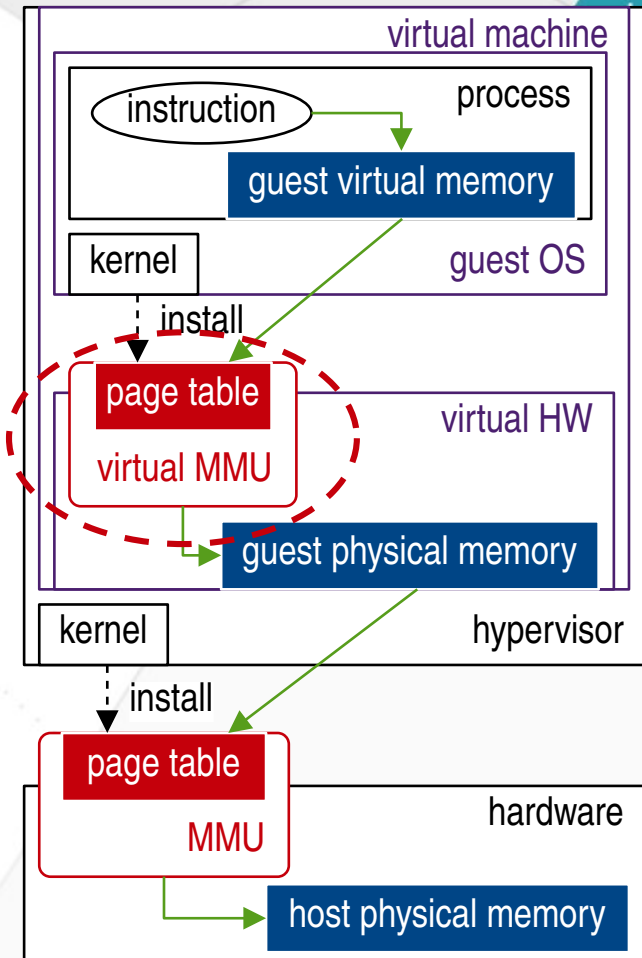 virtual machine
process
instruction
guest virtual memory
kernel
guest OS
install
page table
virtual HW
virtual MMU
guest physical memory
kernel
hypervisor
install
page table
hardware
MMU
host physical memory